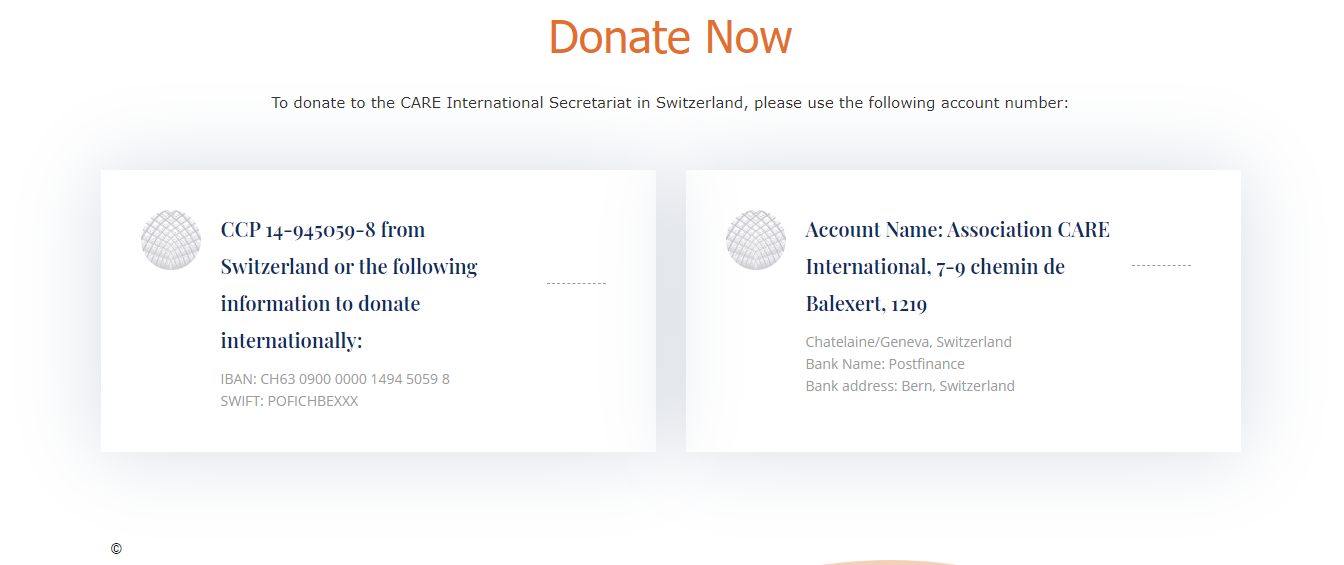 Donate Now
To donate to the CARE International Secretariat in Switzerland, please use the following account number:
CCP 14-945059-8 from
Switzerland or the following
information to donate
internationally:
IBAN: CH63 0900 0000 1494 5059 8
SWIFT: POFICHBEXXX
Account Name: Association CARE
International, 7-9 chemin de
Balexert, 1219
Chatelaine/Geneva, Switzerland
Bank Name: Postfinance
Bank address: Bern, Switzerland
©